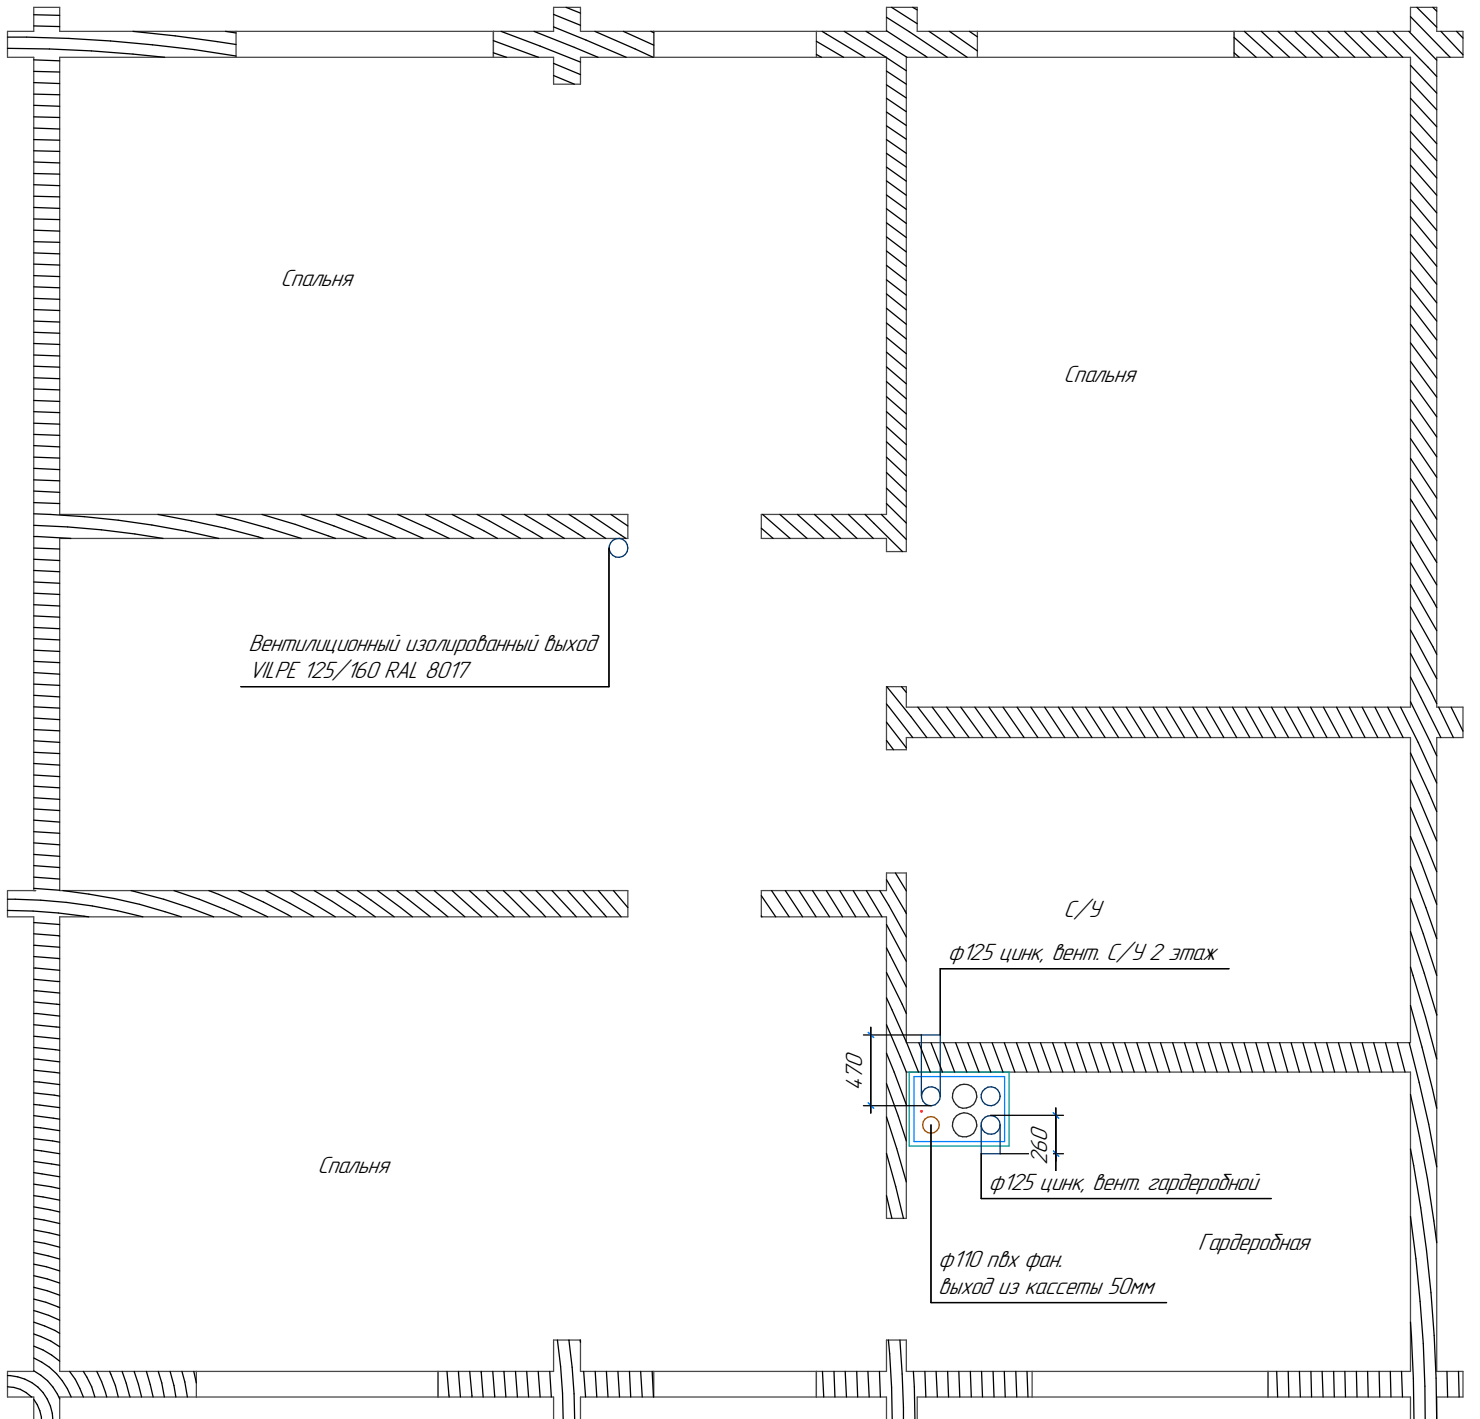 Спальня
Спальня
Вентилиционный изолированный выход
VILPE 125/160 RAL 8017
С/У
ф125 цинк, вент. С/У 2 этаж
470
260
Спальня
ф125 цинк, вент. гардеробной
Гардеробная
ф110 пвх фан.
выход из кассеты 50мм